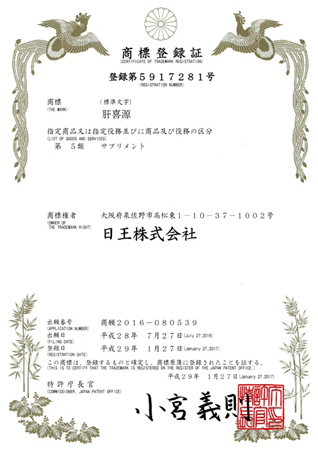 商標登録証
(CERTIFICATE OF TRADEMARK REGISTRATION)
登録第5917281号
(REGISTRATION NUMBER)
商標 (標準文字)
(THE MARK)
肝喜源
指定商品又は指定役務並びに商品及び役務の区分
(LIST OF GOODS AND SERVICES)
第 5類 サプリメント
商標権者 大阪府泉佐野市高松東1-10-37-1002号
(OWNER OF THE TRADEMARK RIGHT)
日王株式会社
出願番号 商願2016-080539
(APPLICATION NUMBER)
出願日 平成28年 7月27日(July 27,2016)
(FILING DATE)
登録日 平成29年 1月27日(January 27,2017)
(REGISTRATION DATE)
この商標は、登録するものと確定し、商標原簿に登録されたことを証する。
(THIS IS TO CERTIFY THAT THE TRADEMARK IS REGISTERED ON THE REGISTER OF THE JAPAN PATENT OFFICE.)
平成29年 1月27日(January 27,2017)
特許庁長官
(COMMISSIONER, JAPAN PATENT OFFICE)
小宮義則